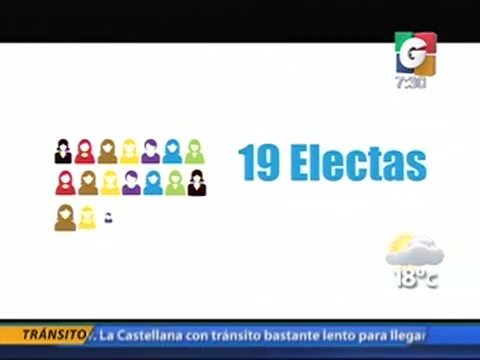 G
7:30
19 Electas
18°c
TRÁNSITO
. La Castellana con tránsito bastante lento para llegar